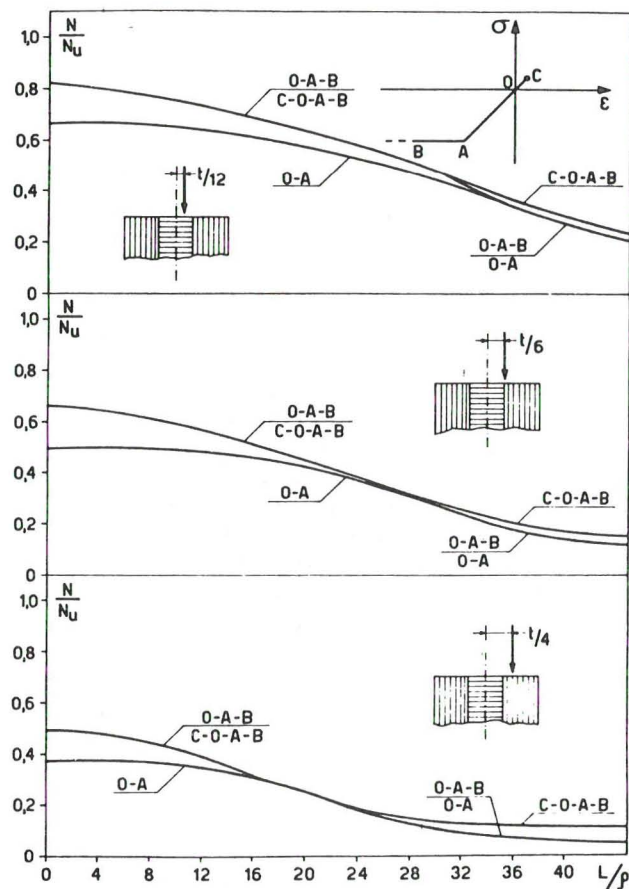 N
Nu
1,0
0,8
0,6
0,4
0,2
0
O-A-B
C-O-A-B
O-A
C-O-A-B
O-A-B
O-A
t/12
σ
O
C
ε
B
A
N
Nu
1,0
0,8
0,6
0,4
0,2
0
O-A-B
C-O-A-B
O-A
C-O-A-B
O-A-B
O-A
t/6
N
Nu
1,0
0,8
0,6
0,4
0,2
0
O-A-B
C-O-A-B
O-A
O-A-B
O-A
C-O-A-B
t/4
0 4 8 12 16 20 24 28 32 36 40 L/ρ